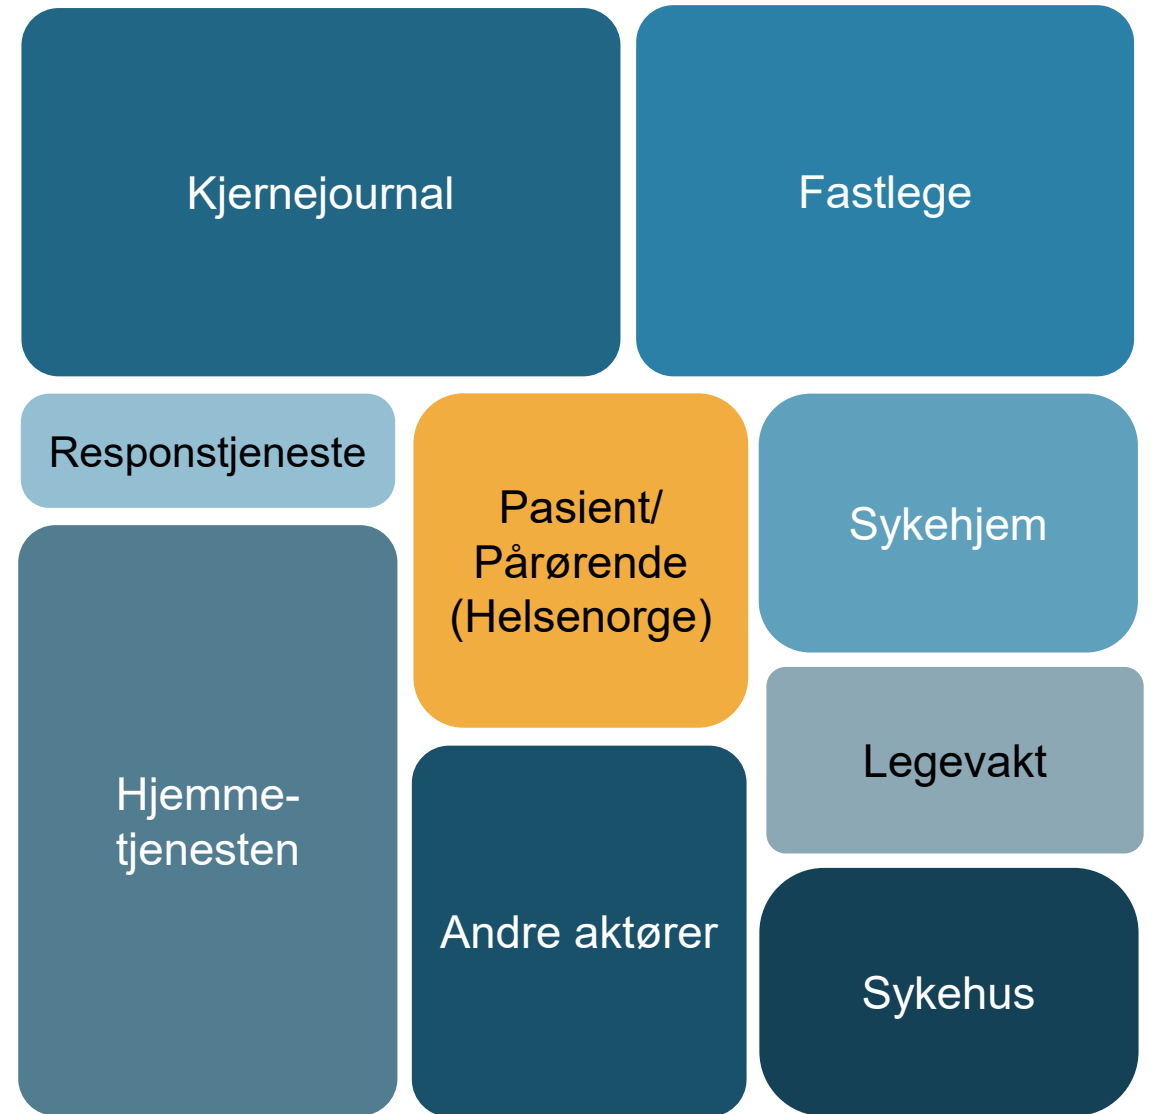 Kjernejournal
Fastlege
Responstjeneste
Pasient/
Pårørende
(Helsenorge)
Sykehjem
Legevakt
Hjemme-
tjenesten
Andre aktører
Sykehus